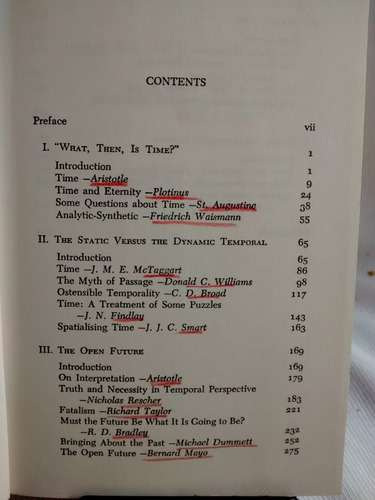 CONTENTS
Preface vii
I. "WHAT, THEN, IS TIME?" 1
Introduction 1
Time —Aristotle 9
Time and Eternity —Plotinus 24
Some Questions about Time —St. Augustine 38
Analytic-Synthetic —Friedrich Waismann 55
II. THE STATIC VERSUS THE DYNAMIC TEMPORAL 65
Introduction 65
Time —J. M. E. McTaggart 86
The Myth of Passage —Donald C. Williams 98
Ostensible Temporality —C. D. Broad 117
Time: A Treatment of Some Puzzles
—J. N. Findlay 143
Spatialising Time —J. J. C. Smart 163
III. THE OPEN FUTURE 169
Introduction 169
On Interpretation —Aristotle 179
Truth and Necessity in Temporal Perspective
—Nicholas Rescher 183
Fatalism —Richard Taylor 221
Must the Future Be What It Is Going to Be?
—R. D. Bradley 232
Bringing About the Past —Michael Dummett 252
The Open Future —Bernard Mayo 275